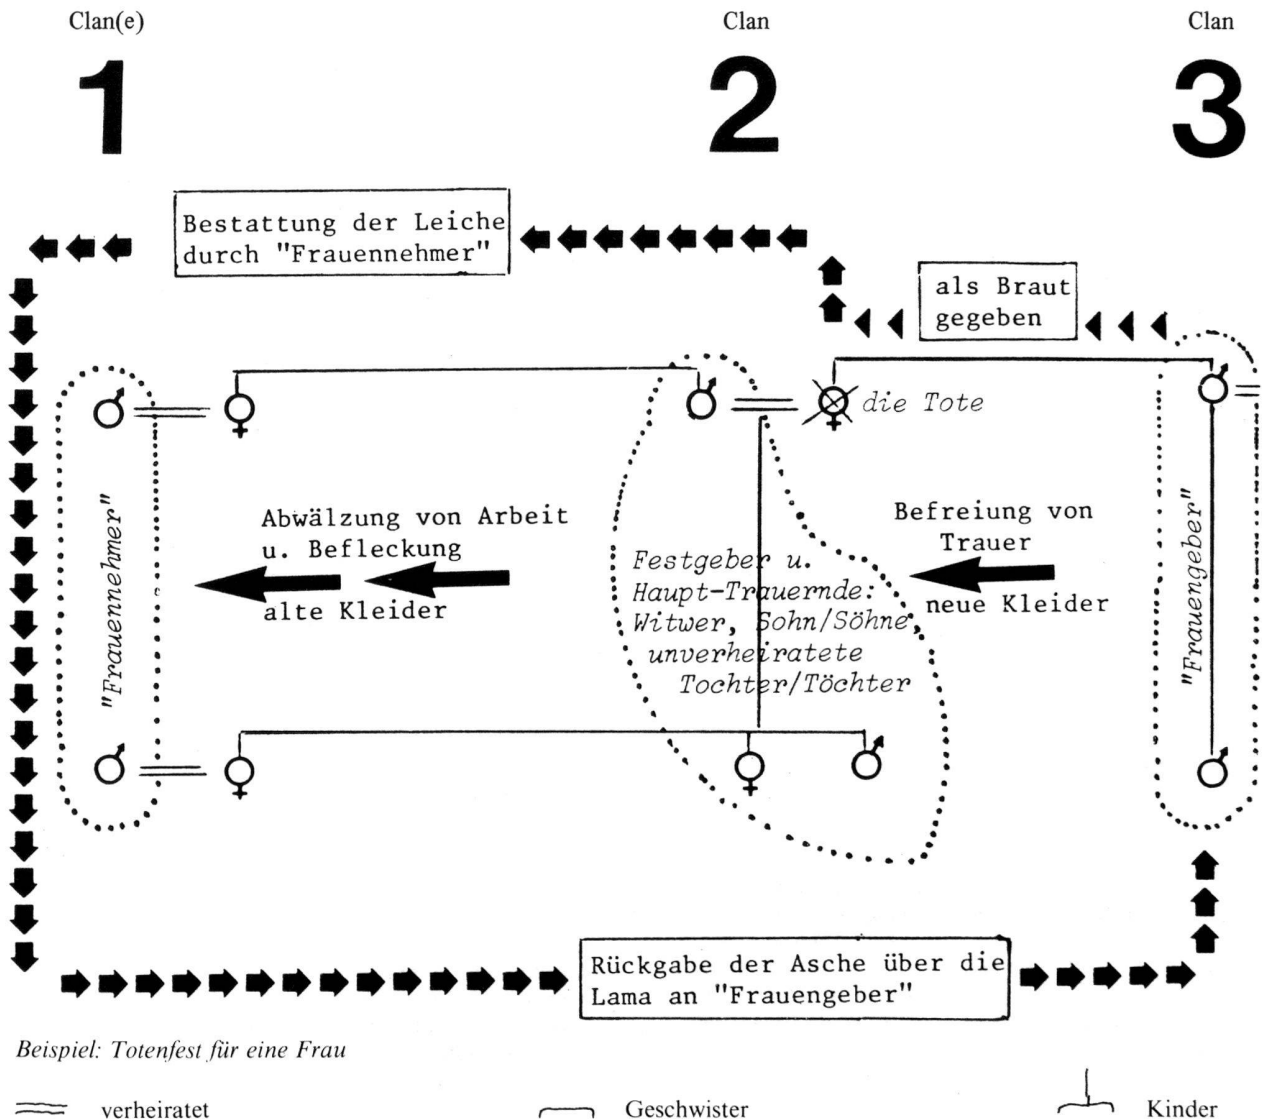 Clan(e)
Clan
Clan
1
2
3
Bestattung der Leiche
durch "Frauennehmer"
als Braut
gegeben
die Tote
"Frauennehmer"
Abwälzung von Arbeit
u. Befleckung
alte Kleider
Festgeber u.
Haupt-Trauernde:
Witwer, Sohn/Söhne,
unverheiratete
Tochter/Töchter
Befreiung von
Trauer
neue Kleider
"Frauengeber"
Rückgabe der Asche über die
Lama an "Frauengeber"
Beispiel: Totenfest für eine Frau
verheiratet
Geschwister
Kinder